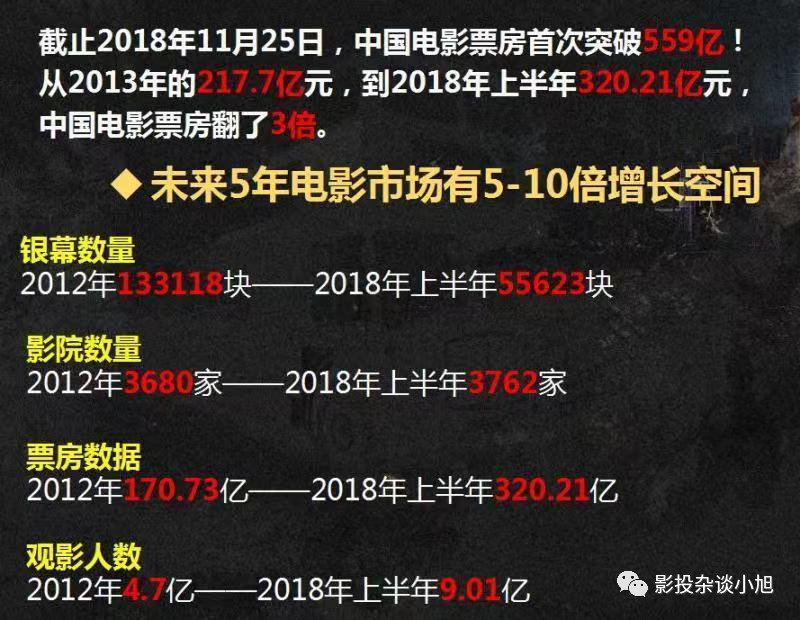 截止2018年11月25日，中国电影票房首次突破559亿！
从2013年的217.7亿元，到2018年上半年320.21亿元，
中国电影票房翻了3倍。
◆ 未来5年电影市场有5-10倍增长空间
银幕数量
2012年133118块——2018年上半年55623块
影院数量
2012年3680家——2018年上半年3762家
票房数据
2012年170.73亿——2018年上半年320.21亿
观影人数
2012年4.7亿——2018年上半年9.01亿
影投杂谈小旭